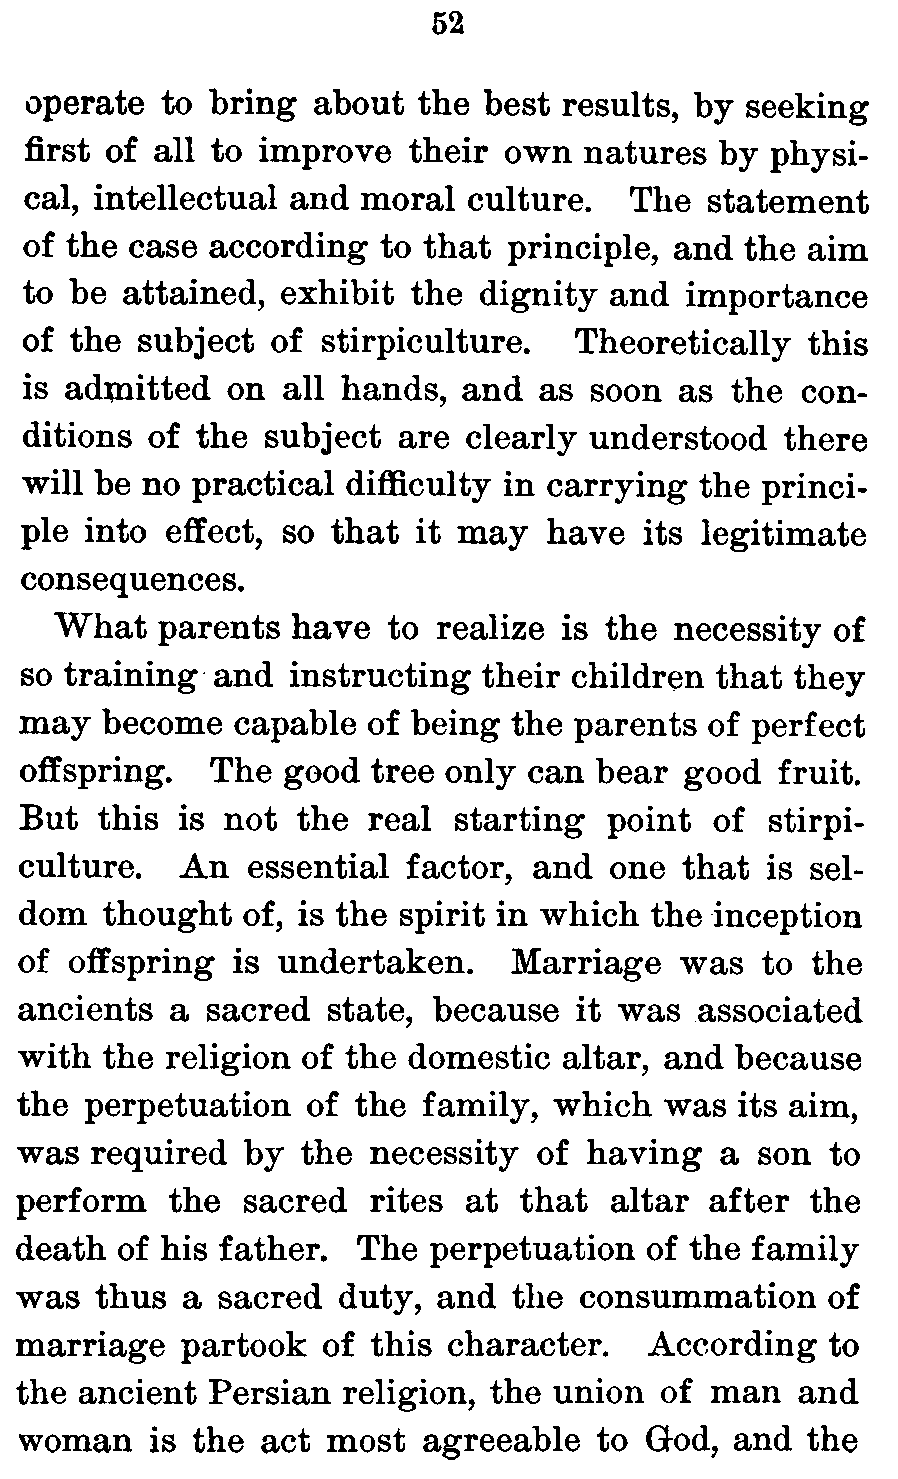 52
operate to bring about the best results, by seeking
first of all to improve their own natures by physi-
cal, intellectual and moral culture. The statement
of the case according to that principle, and the aim
to be attained, exhibit the dignity and importance
of the subject of stirpiculture. Theoretically this
is admitted on all hands, and as soon as the con-
ditions of the subject are clearly understood there
will be no practical difficulty in carrying the princi-
ple into effect, so that it may have its legitimate
consequences.
What parents have to realize is the necessity of
so training and instructing their children that they
may become capable of being the parents of perfect
offspring. The good tree only can bear good fruit.
But this is not the real starting point of stirpi-
culture. An essential factor, and one that is sel-
dom thought of, is the spirit in which the inception
of offspring is undertaken. Marriage was to the
ancients a sacred state, because it was associated
with the religion of the domestic altar, and because
the perpetuation of the family, which was its aim,
was required by the necessity of having a son to
perform the sacred rites at that altar after the
death of his father. The perpetuation of the family
was thus a sacred duty, and the consummation of
marriage partook of this character. According to
the ancient Persian religion, the union of man and
woman is the act most agreeable to God, and the